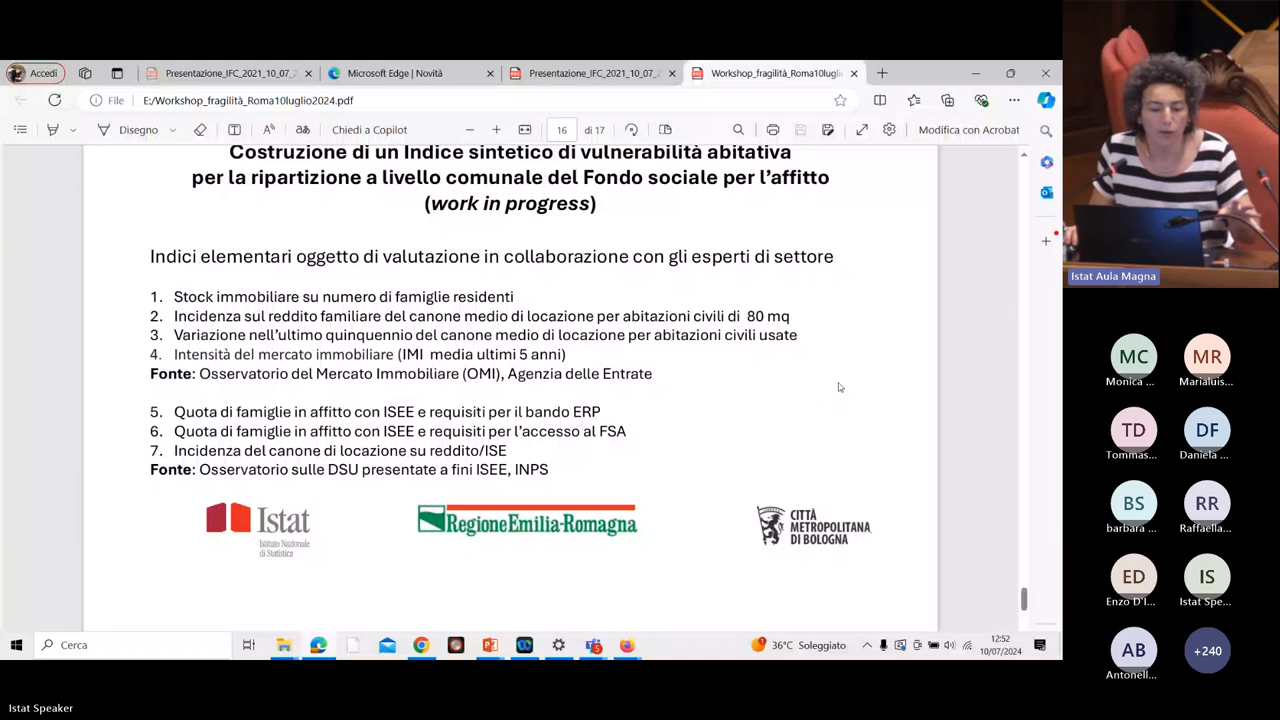 Accedi
Presentazione_IFC_2021_10_07_2
Microsoft Edge | Novità
Presentazione_IFC_2021_10_07_2
Workshop_fragilità_Roma10lugli
File
E:/Workshop_fragilità_Roma10luglio2024.pdf
Disegno
Chiedi a Copilot
16
di 17
Modifica con Acrobat
Costruzione di un Indice sintetico di vulnerabilità abitativa
per la ripartizione a livello comunale del Fondo sociale per l’affitto
(work in progress)
Indici elementari oggetto di valutazione in collaborazione con gli esperti di settore
1. Stock immobiliare su numero di famiglie residenti
2. Incidenza sul reddito familiare del canone medio di locazione per abitazioni civili di 80 mq
3. Variazione nell’ultimo quinquennio del canone medio di locazione per abitazioni civili usate
4. Intensità del mercato immobiliare (IMI media ultimi 5 anni)
Fonte: Osservatorio del Mercato Immobiliare (OMI), Agenzia delle Entrate
5. Quota di famiglie in affitto con ISEE e requisiti per il bando ERP
6. Quota di famiglie in affitto con ISEE e requisiti per l’accesso al FSA
7. Incidenza del canone di locazione su reddito/ISE
Fonte: Osservatorio sulle DSU presentate a fini ISEE, INPS
Istat
Istituto Nazionale
di Statistica
RegioneEmilia-Romagna
CITTÀ
METROPOLITANA
DI BOLOGNA
Cerca
36°C Soleggiato
12:52
10/07/2024
Istat Aula Magna
MC
MR
Monica ...
Marialuis...
TD
DF
Tommas...
Daniela ...
BS
RR
barbara ...
Raffaella...
ED
IS
Enzo D'I...
Istat Spe...
AB
+240
Antonell...
Istat Speaker